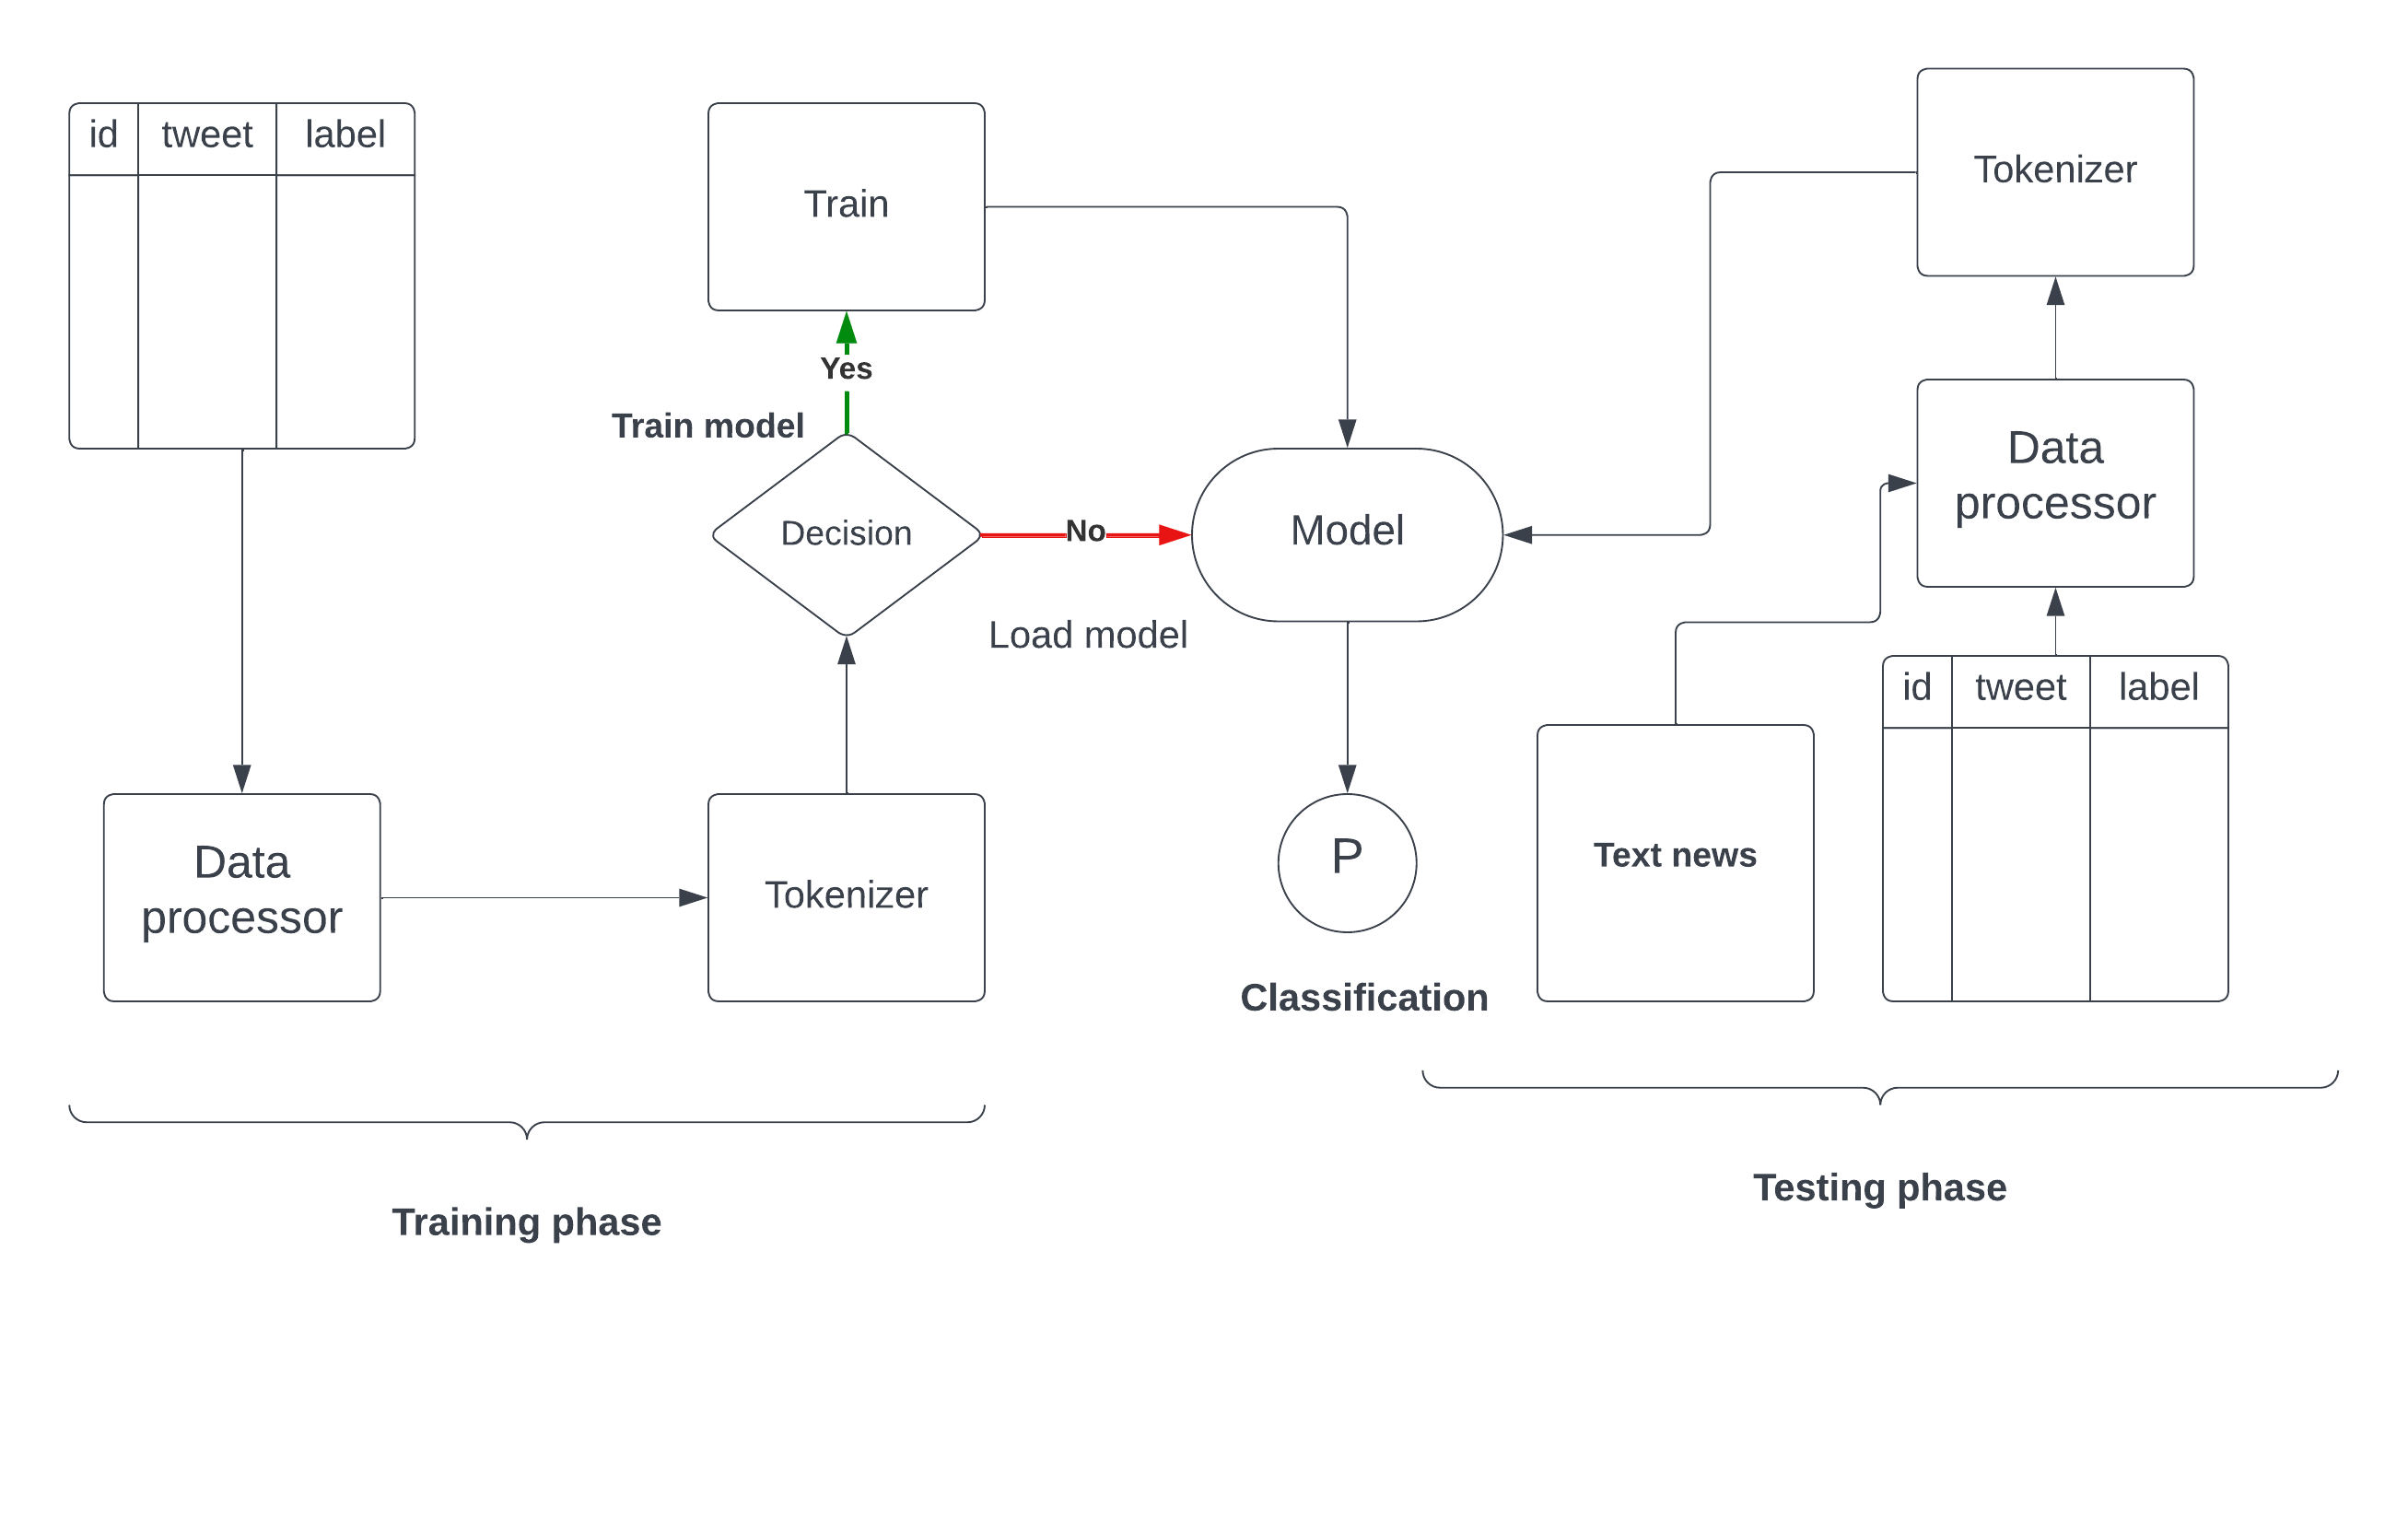 id tweet label
Train
Tokenizer
Yes
Train model
Decision
No
Model
Load model
Data
processor
id tweet label
Data
processor
Tokenizer
P
Text news
Classification
Training phase
Testing phase